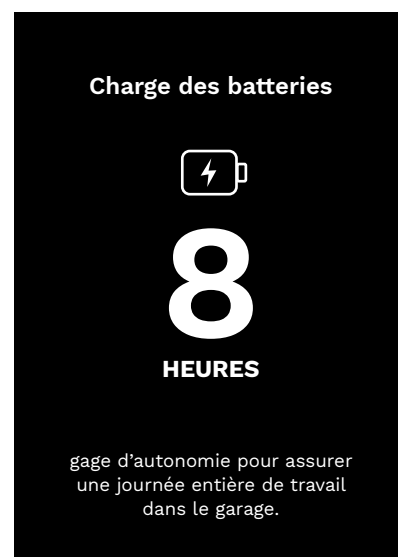 Charge des batteries
8
HEURES
gage d’autonomie pour assurer
une journée entière de travail
dans le garage.